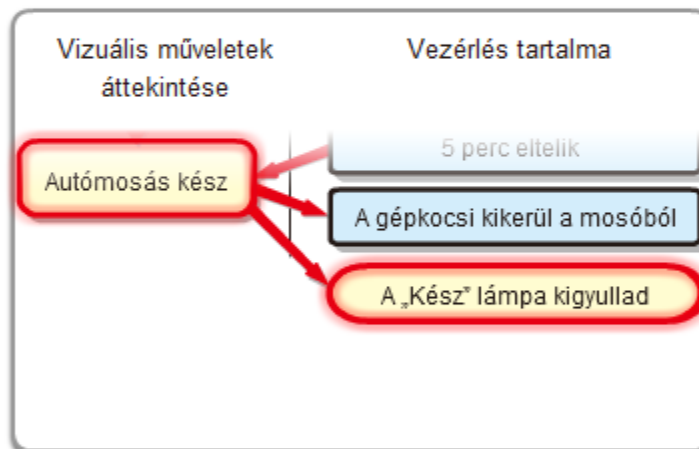 Vizuális műveletek
áttekintése
Vezérlés tartalma
5 perc eltelik
Autómosás kész
A gépkocsi kikerül a mosóból
A „Kész” lámpa kigyullad